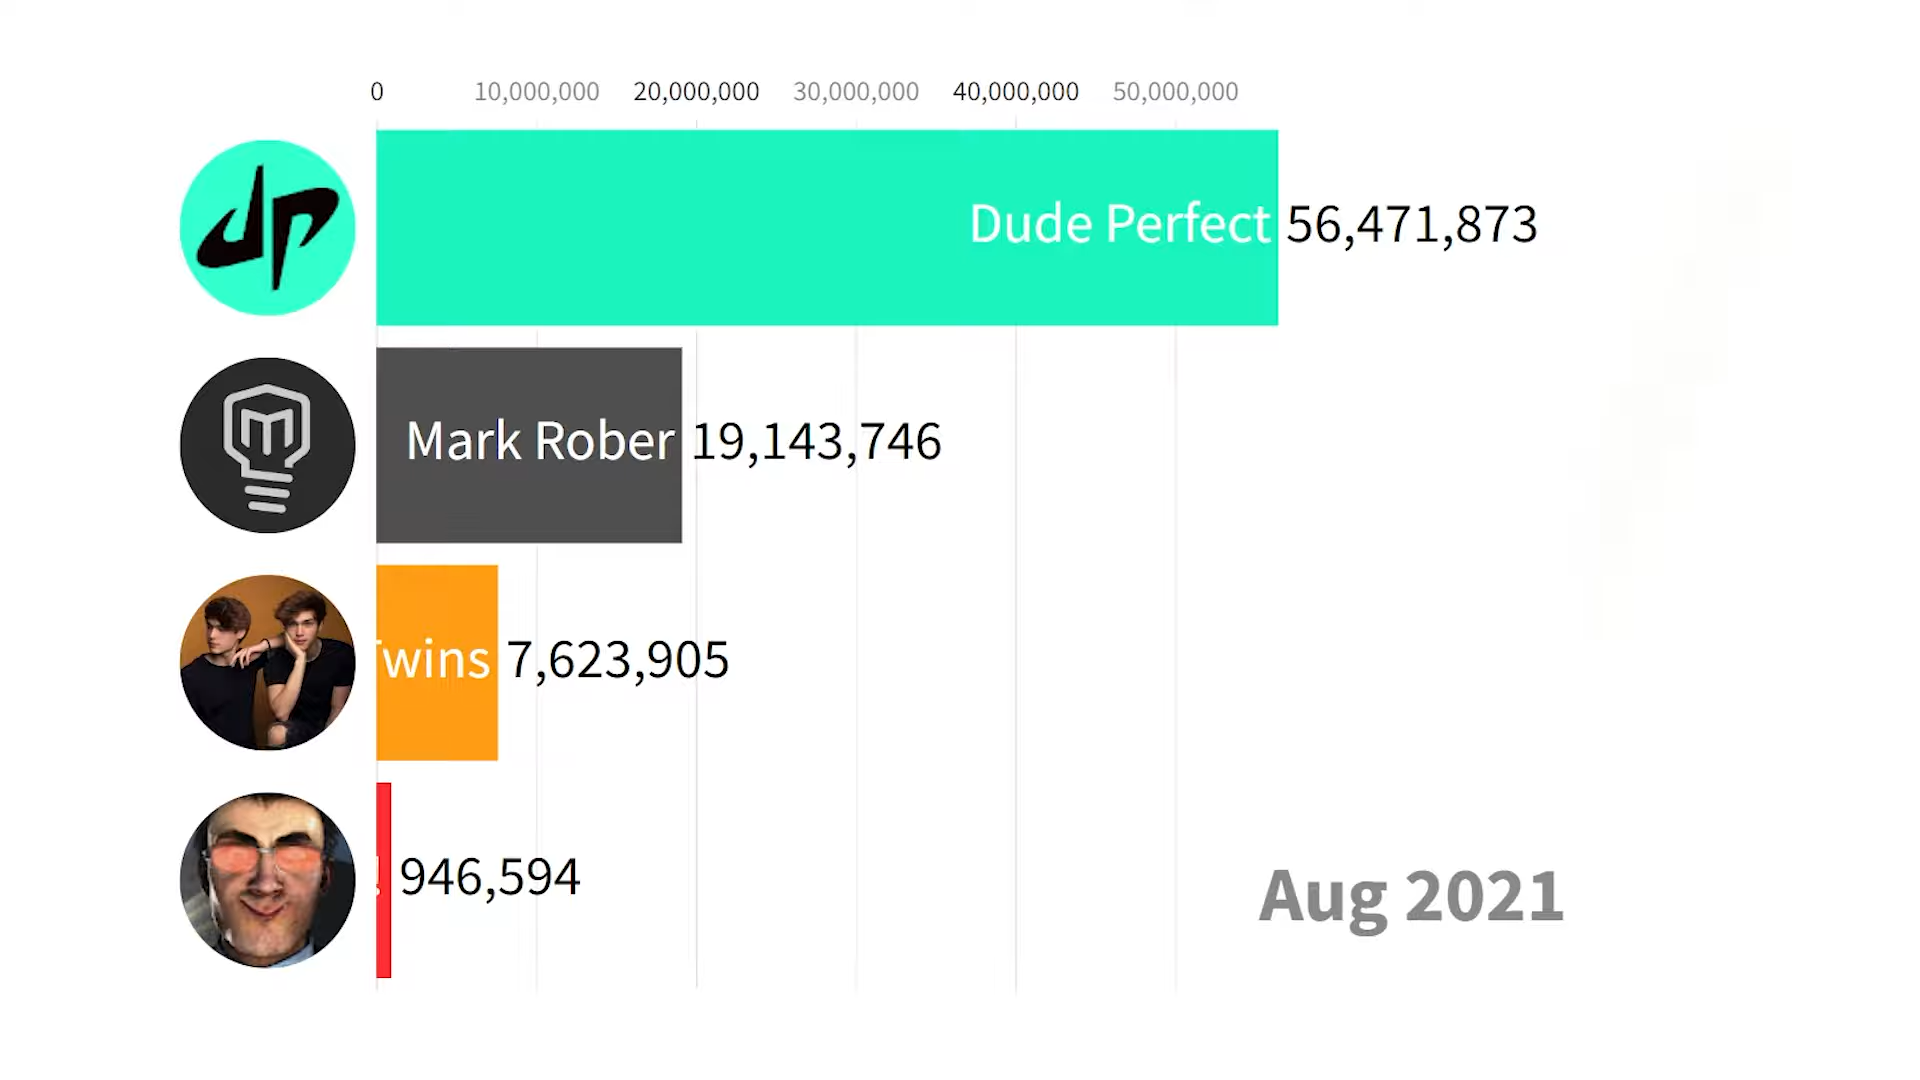 0 10,000,000 20,000,000 30,000,000 40,000,000 50,000,000
dp
Dude Perfect 56,471,873
M
Mark Rober 19,143,746
Twins 7,623,905
! 946,594
Aug 2021